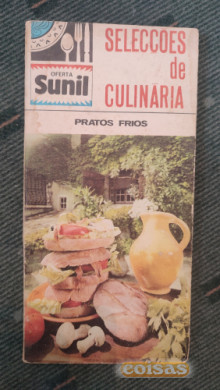 SELECCOES
de
CULINARIA
OFERTA
Sunil
PRATOS FRIOS
coisas